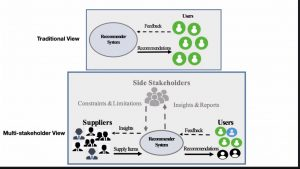 Users
Feedback
Traditional View
Recommender
System
Recommendations
Side Stakeholders
Constraints & Limitations
Insights & Reports
Suppliers
Users
Insights
Feedback
Multi-stakeholder View
Recommender
System
Supply Items
Recommendations